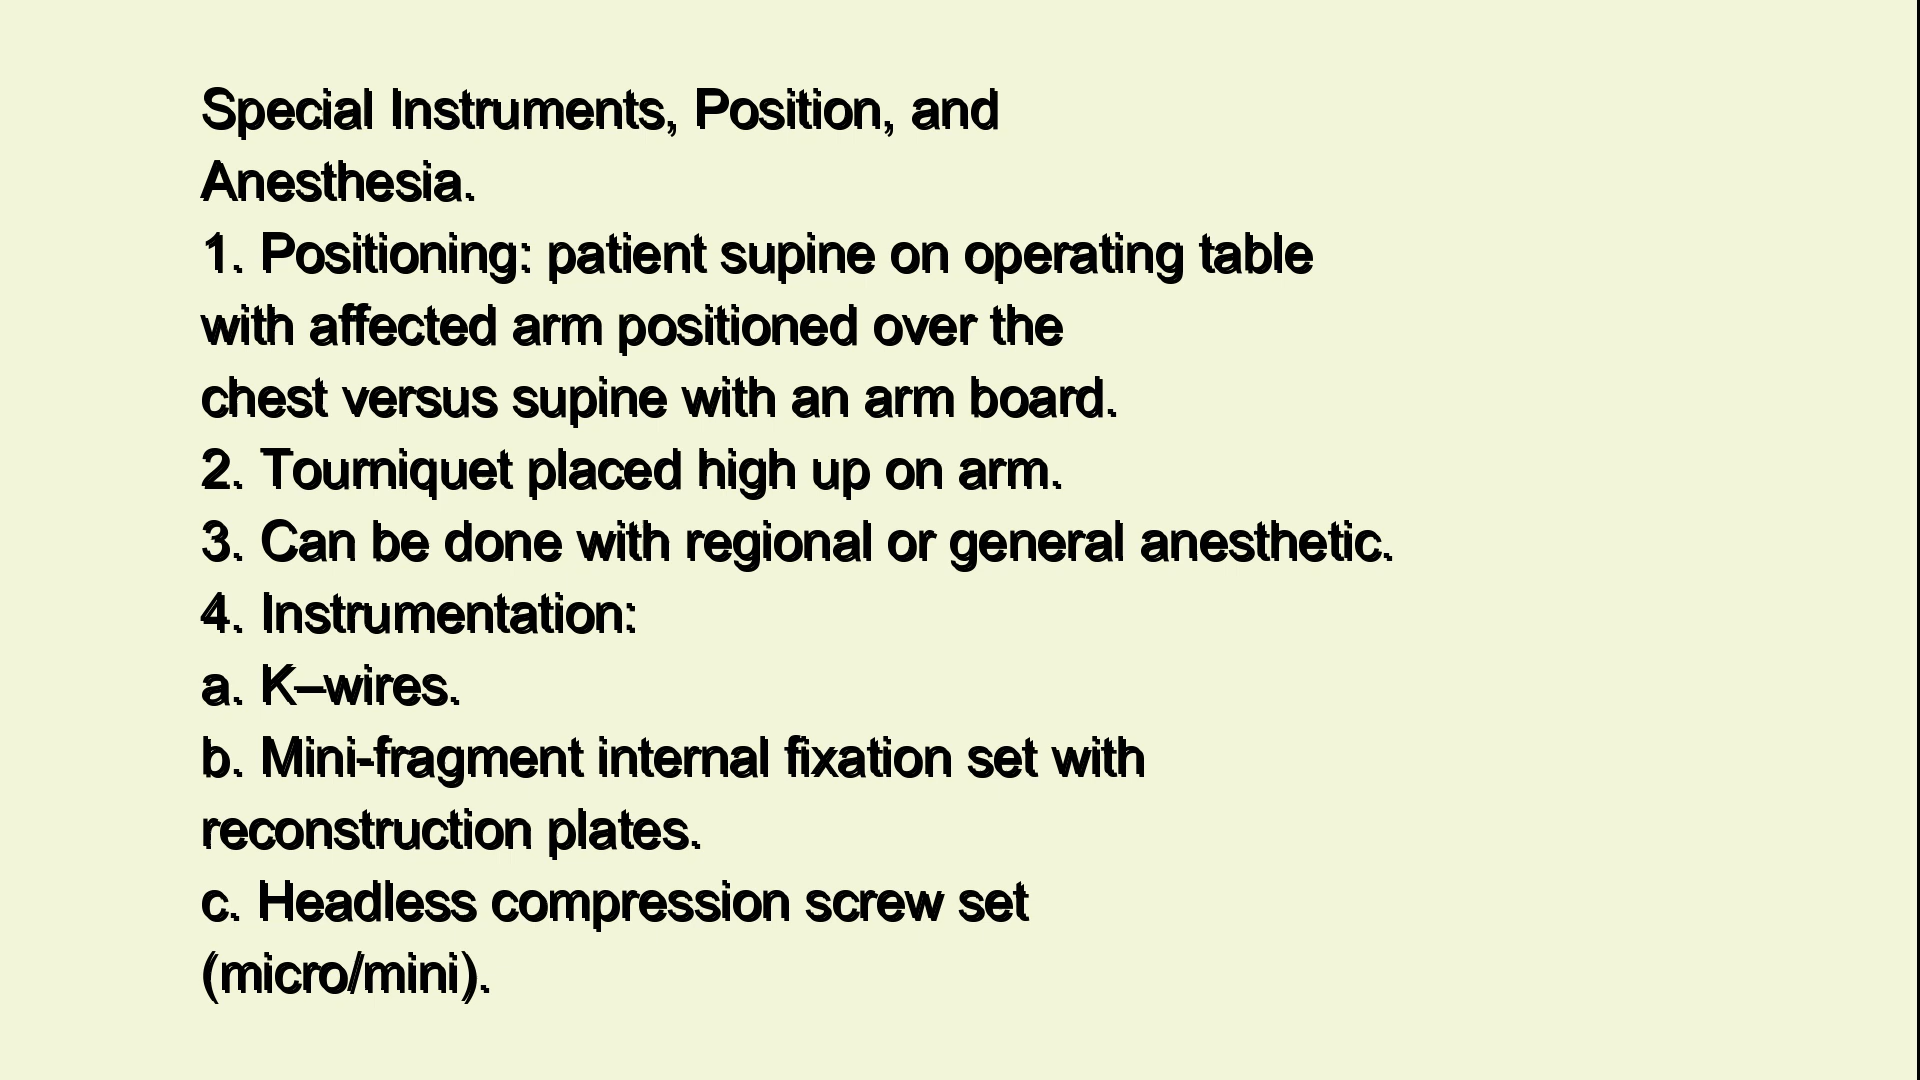 Special Instruments, Position, and
Anesthesia.
1. Positioning: patient supine on operating table
with affected arm positioned over the
chest versus supine with an arm board.
2. Tourniquet placed high up on arm.
3. Can be done with regional or general anesthetic.
4. Instrumentation:
a. K–wires.
b. Mini-fragment internal fixation set with
reconstruction plates.
c. Headless compression screw set
(micro/mini).